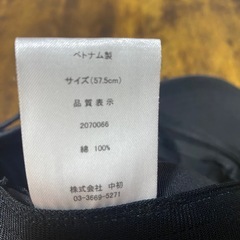 ベトナム製
サイズ(57.5cm)
品質表示
2070066
綿 100%
株式会社 中初
03-3669-5271